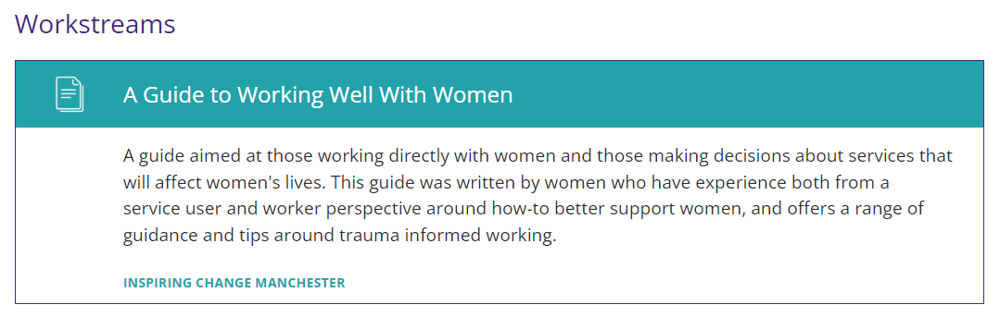 Workstreams
A Guide to Working Well With Women
A guide aimed at those working directly with women and those making decisions about services that
will affect women's lives. This guide was written by women who have experience both from a
service user and worker perspective around how-to better support women, and offers a range of
guidance and tips around trauma informed working.
INSPIRING CHANGE MANCHESTER